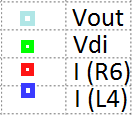 Vout
Vdi
I (R6)
I (L4)